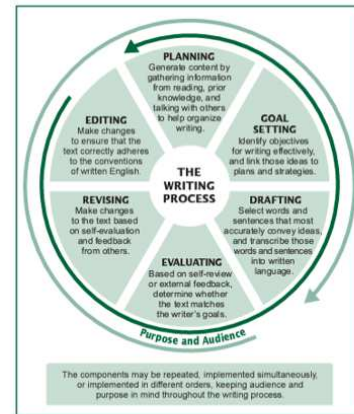 PLANNING
Generate content by
gathering information
from reading, prior
knowledge, and
talking with others
to help organize
writing.
GOAL
SETTING
Identify objectives
for writing effectively,
and link those ideas to
plans and strategies.
DRAFTING
Select words and
sentences that most
accurately convey ideas,
and transcribe those
words and sentences
into written
language.
EVALUATING
Based on self-review
or external feedback,
determine whether
the text matches
the writer's goals.
REVISING
Make changes
to the text based
on self-evaluation
and feedback
from others.
EDITING
Make changes
to ensure that the
text correctly adheres
to the conventions
of written English.
THE
WRITING
PROCESS
Purpose and Audience
The components may be repeated, implemented simultaneously,
or implemented in different orders, keeping audience and
purpose in mind throughout the writing process.